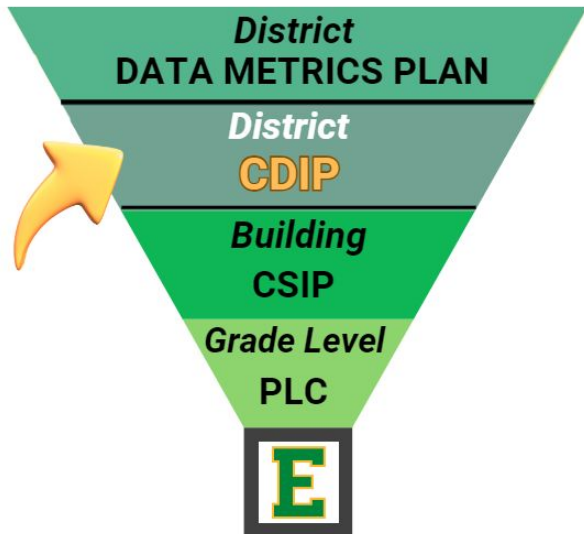 District
DATA METRICS PLAN
District
CDIP
Building
CSIP
Grade Level
PLC
E